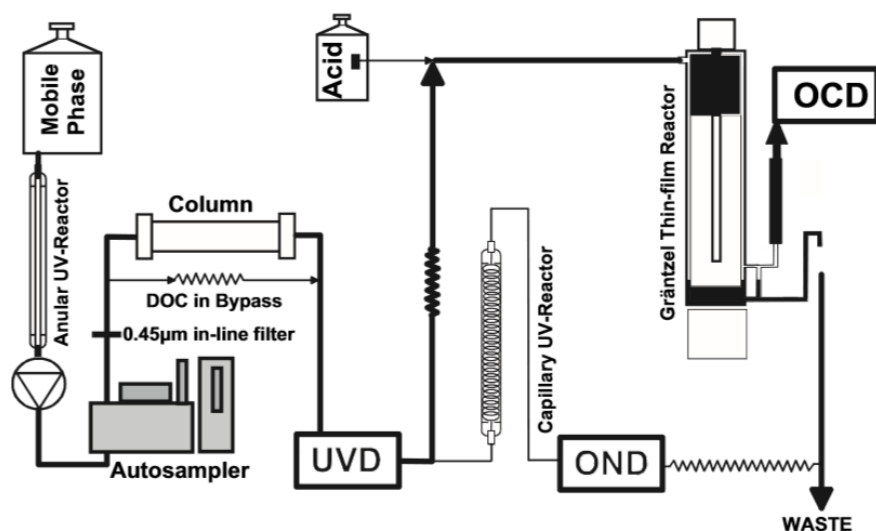 Mobile
Phase
Acid
OCD
Gräntzel Thin-film Reactor
Anular UV-Reactor
Column
DOC in Bypass
0.45µm in-line filter
Capillary UV-Reactor
Autosampler
UVD
OND
WASTE